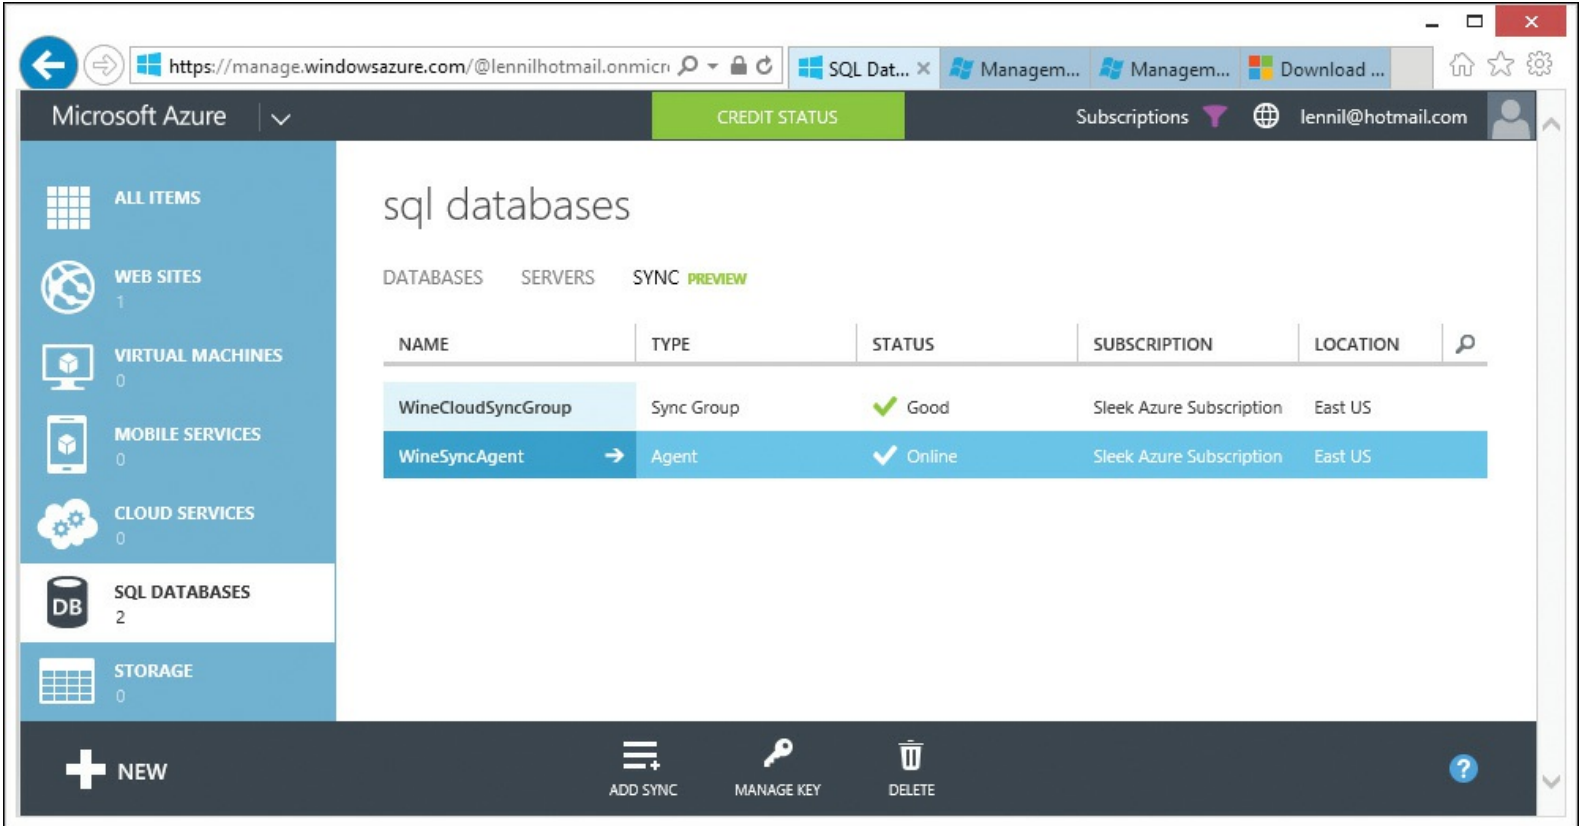 https://manage.windowsazure.com/@lennilhotmail.onmicr
SQL Dat...
Managem...
Managem...
Download ...
Microsoft Azure
CREDIT STATUS
Subscriptions
lennil@hotmail.com
ALL ITEMS
WEB SITES
1
VIRTUAL MACHINES
0
MOBILE SERVICES
0
CLOUD SERVICES
0
DB
SQL DATABASES
2
STORAGE
0
sql databases
DATABASES SERVERS SYNC PREVIEW
NAME TYPE STATUS SUBSCRIPTION LOCATION
WineCloudSyncGroup Sync Group Good Sleek Azure Subscription East US
WineSyncAgent Agent Online Sleek Azure Subscription East US
NEW
ADD SYNC
MANAGE KEY
DELETE
?